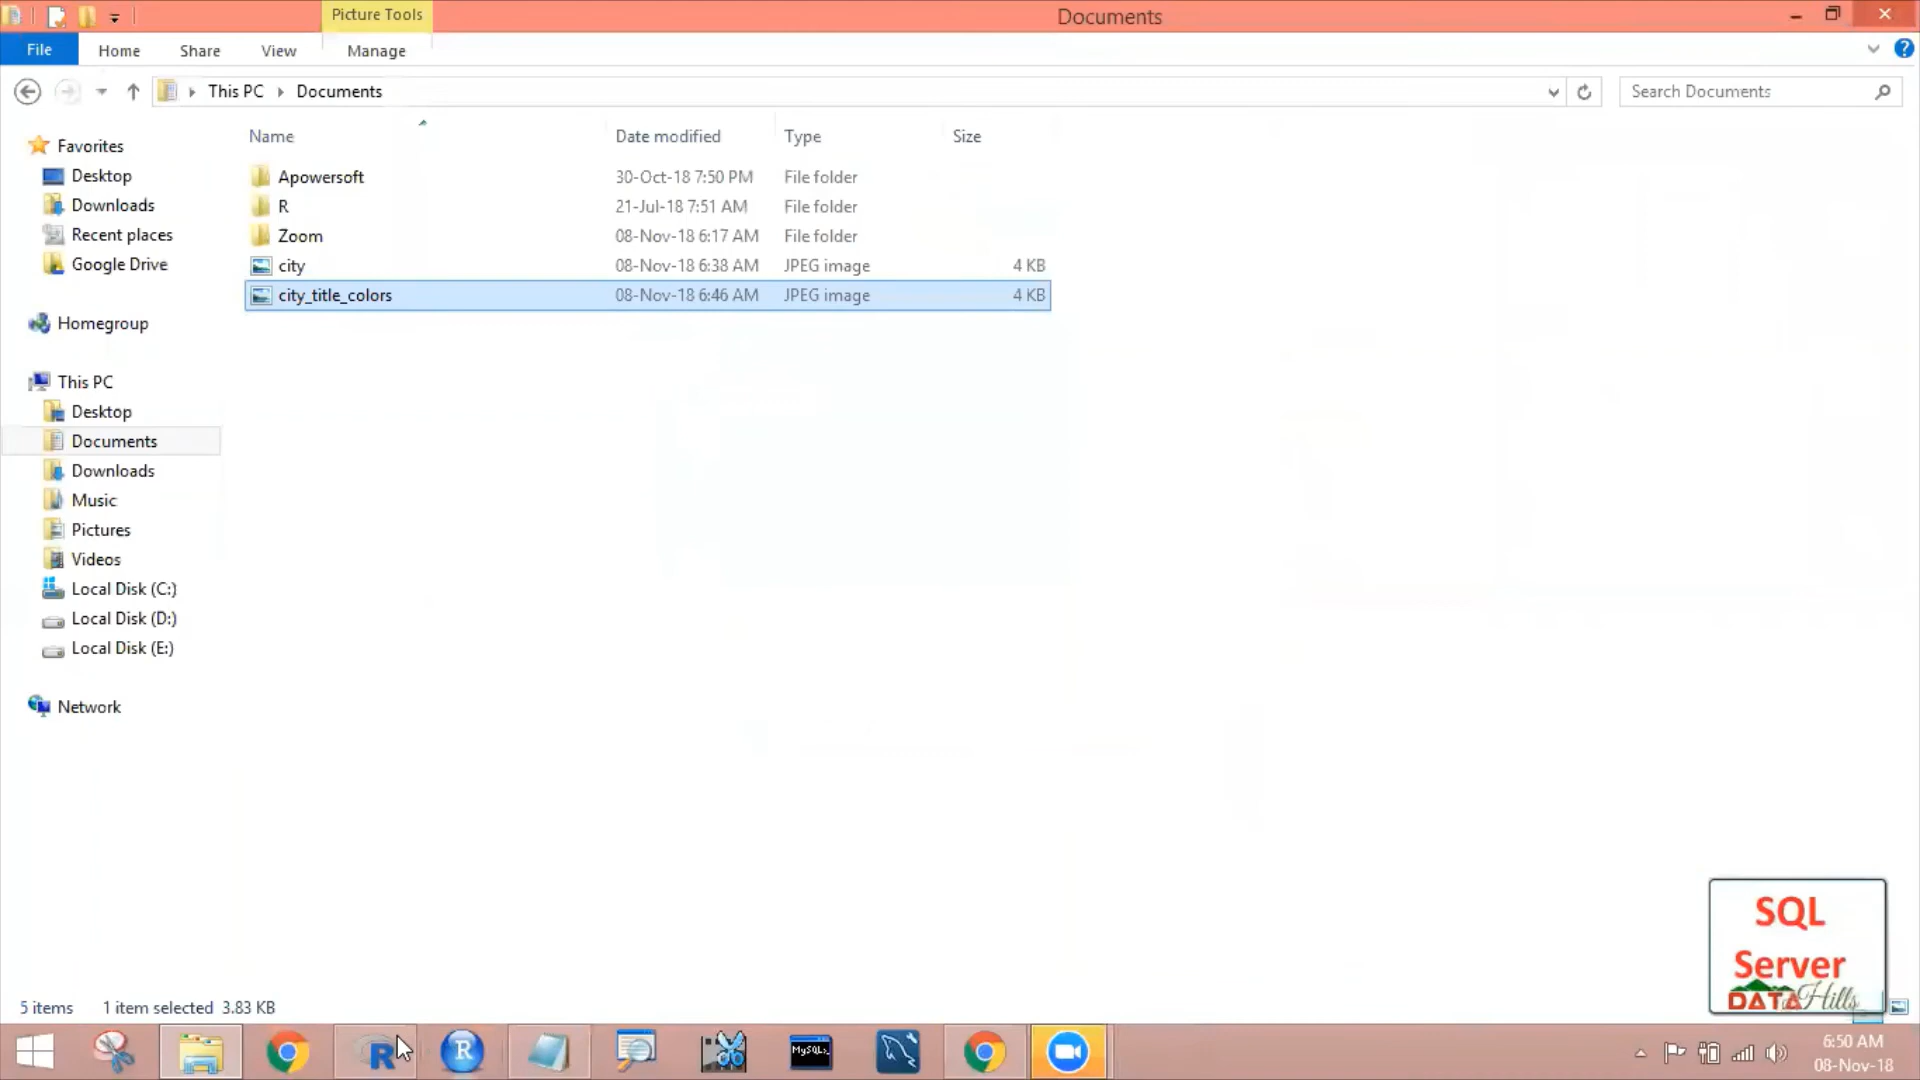 Picture Tools
Documents
File Home Share View Manage
This PC Documents
Search Documents
Name Date modified Type Size
Favorites
Desktop
Downloads
Recent places
Google Drive
Homegroup
This PC
Desktop
Documents
Downloads
Music
Pictures
Videos
Local Disk (C:)
Local Disk (D:)
Local Disk (E:)
Network
Apowersoft 30-Oct-18 7:50 PM File folder
R 21-Jul-18 7:51 AM File folder
Zoom 08-Nov-18 6:17 AM File folder
city 08-Nov-18 6:38 AM JPEG image 4 KB
city_title_colors 08-Nov-18 6:46 AM JPEG image 4 KB
SQL
Server
DATA Hills
5 items 1 item selected 3.83 KB
R
R
MySQL>
6:50 AM
08-Nov-18